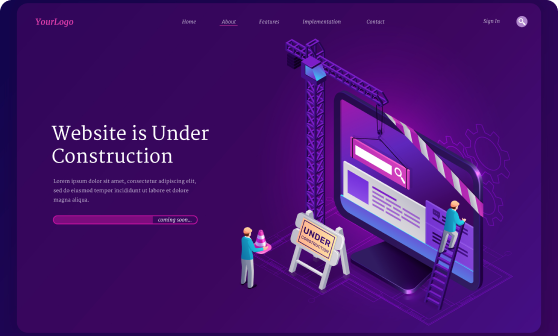 YourLogo
Home About Features Implementation Contact Sign In
Website is Under
Construction
Lorem ipsum dolor sit amet, consectetur adipiscing elit,
sed do eiusmod tempor incididunt ut labore et dolore
magna aliqua.
coming soon...
UNDER
CONSTRUCTION